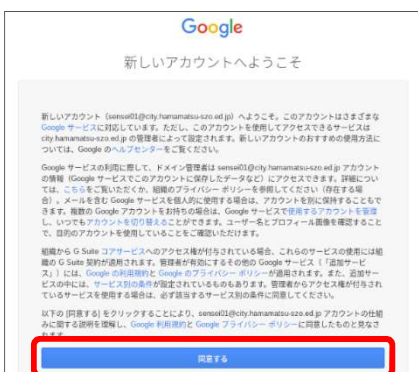 Google
新しいアカウントへようこそ
新しいアカウント（sensei01@city.hamamatsu-szo.ed.jp）へようこそ。このアカウントはさまざまな
Google サービスに対応しています。ただし、このアカウントを使用してアクセスできるサービスは
city.hamamatsu-szo.ed.jp の管理者によって設定されます。新しいアカウントのおすすめの使用方法に
ついては、Google のヘルプセンターをご覧ください。
Google サービスの利用に際して、ドメイン管理者は sensei01@city.hamamatsu-szo.ed.jp アカウント
の情報（Google サービスでこのアカウントに保存したデータなど）にアクセスできます。詳細につい
ては、こちらをご覧いただくか、組織のプライバシー ポリシーを参照してください（存在する場
合）。メールを含む Google サービスを個人的に使用する場合は、アカウントを別に保持することもで
きます。複数の Google アカウントをお持ちの場合は、Google サービスで使用するアカウントを管理
し、いつでもアカウントを切り替えることができます。ユーザー名とプロフィール画像を確認すること
で、目的のアカウントを使用していることをご確認いただけます。
組織から G Suite コアサービスへのアクセス権が付与されている場合、これらのサービスの使用には組
織の G Suite 契約が適用されます。管理者が有効にするその他の Google サービス（「追加サービ
ス」）には、Google の利用規約と Google のプライバシー ポリシーが適用されます。また、追加サー
ビスの中には、サービス別の条件が設定されているものもあります。管理者からアクセス権が付与され
ているサービスを使用する場合は、必ず該当するサービス別の条件に同意してください。
以下の [同意する] をクリックすることにより、sensei01@city.hamamatsu-szo.ed.jp アカウントの仕組
みに関する説明を理解し、Google 利用規約と Google プライバシー ポリシーに同意したものと見なさ
同意する